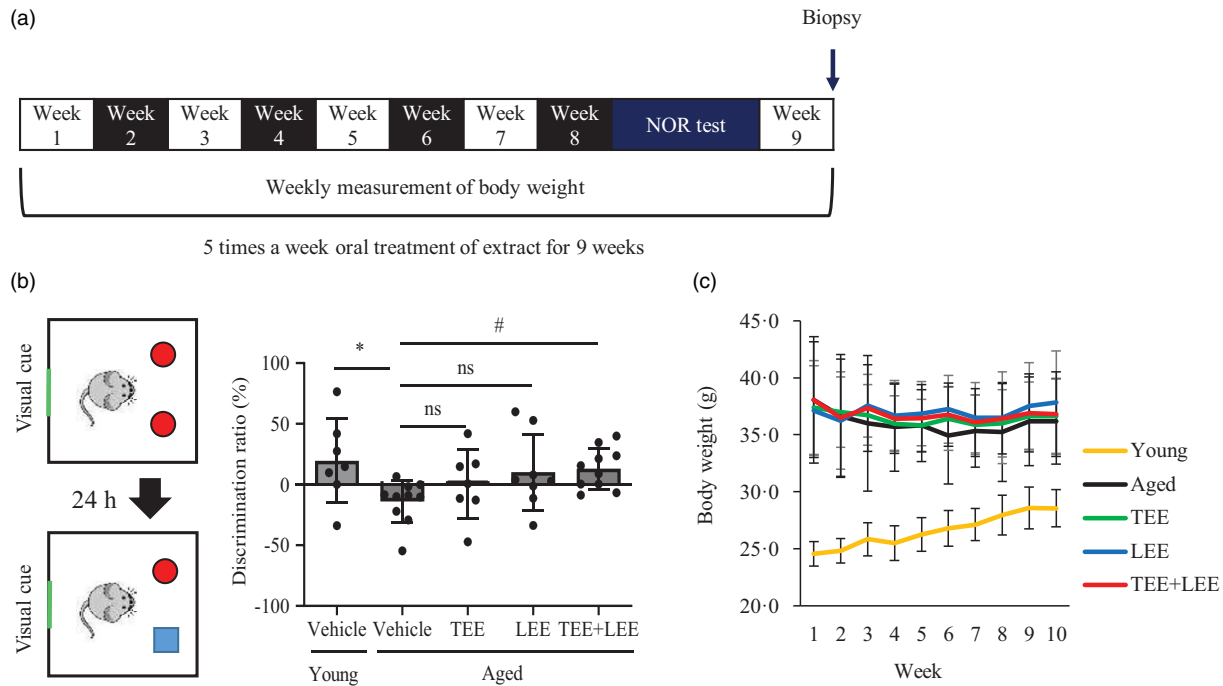 (a)
Biopsy
Week 1 Week 2 Week 3 Week 4 Week 5 Week 6 Week 7 Week 8 NOR test Week 9
Weekly measurement of body weight
5 times a week oral treatment of extract for 9 weeks
(b)
Visual cue
24 h
Visual cue
Discrimination ratio (%)
100
50
0
-50
-100
*
ns
ns
#
Vehicle Vehicle TEE LEE TEE+LEE
Young Aged
(c)
Body weight (g)
45·0
40·0
35·0
30·0
25·0
20·0
1 2 3 4 5 6 7 8 9 10
Week
Young
Aged
TEE
LEE
TEE+LEE